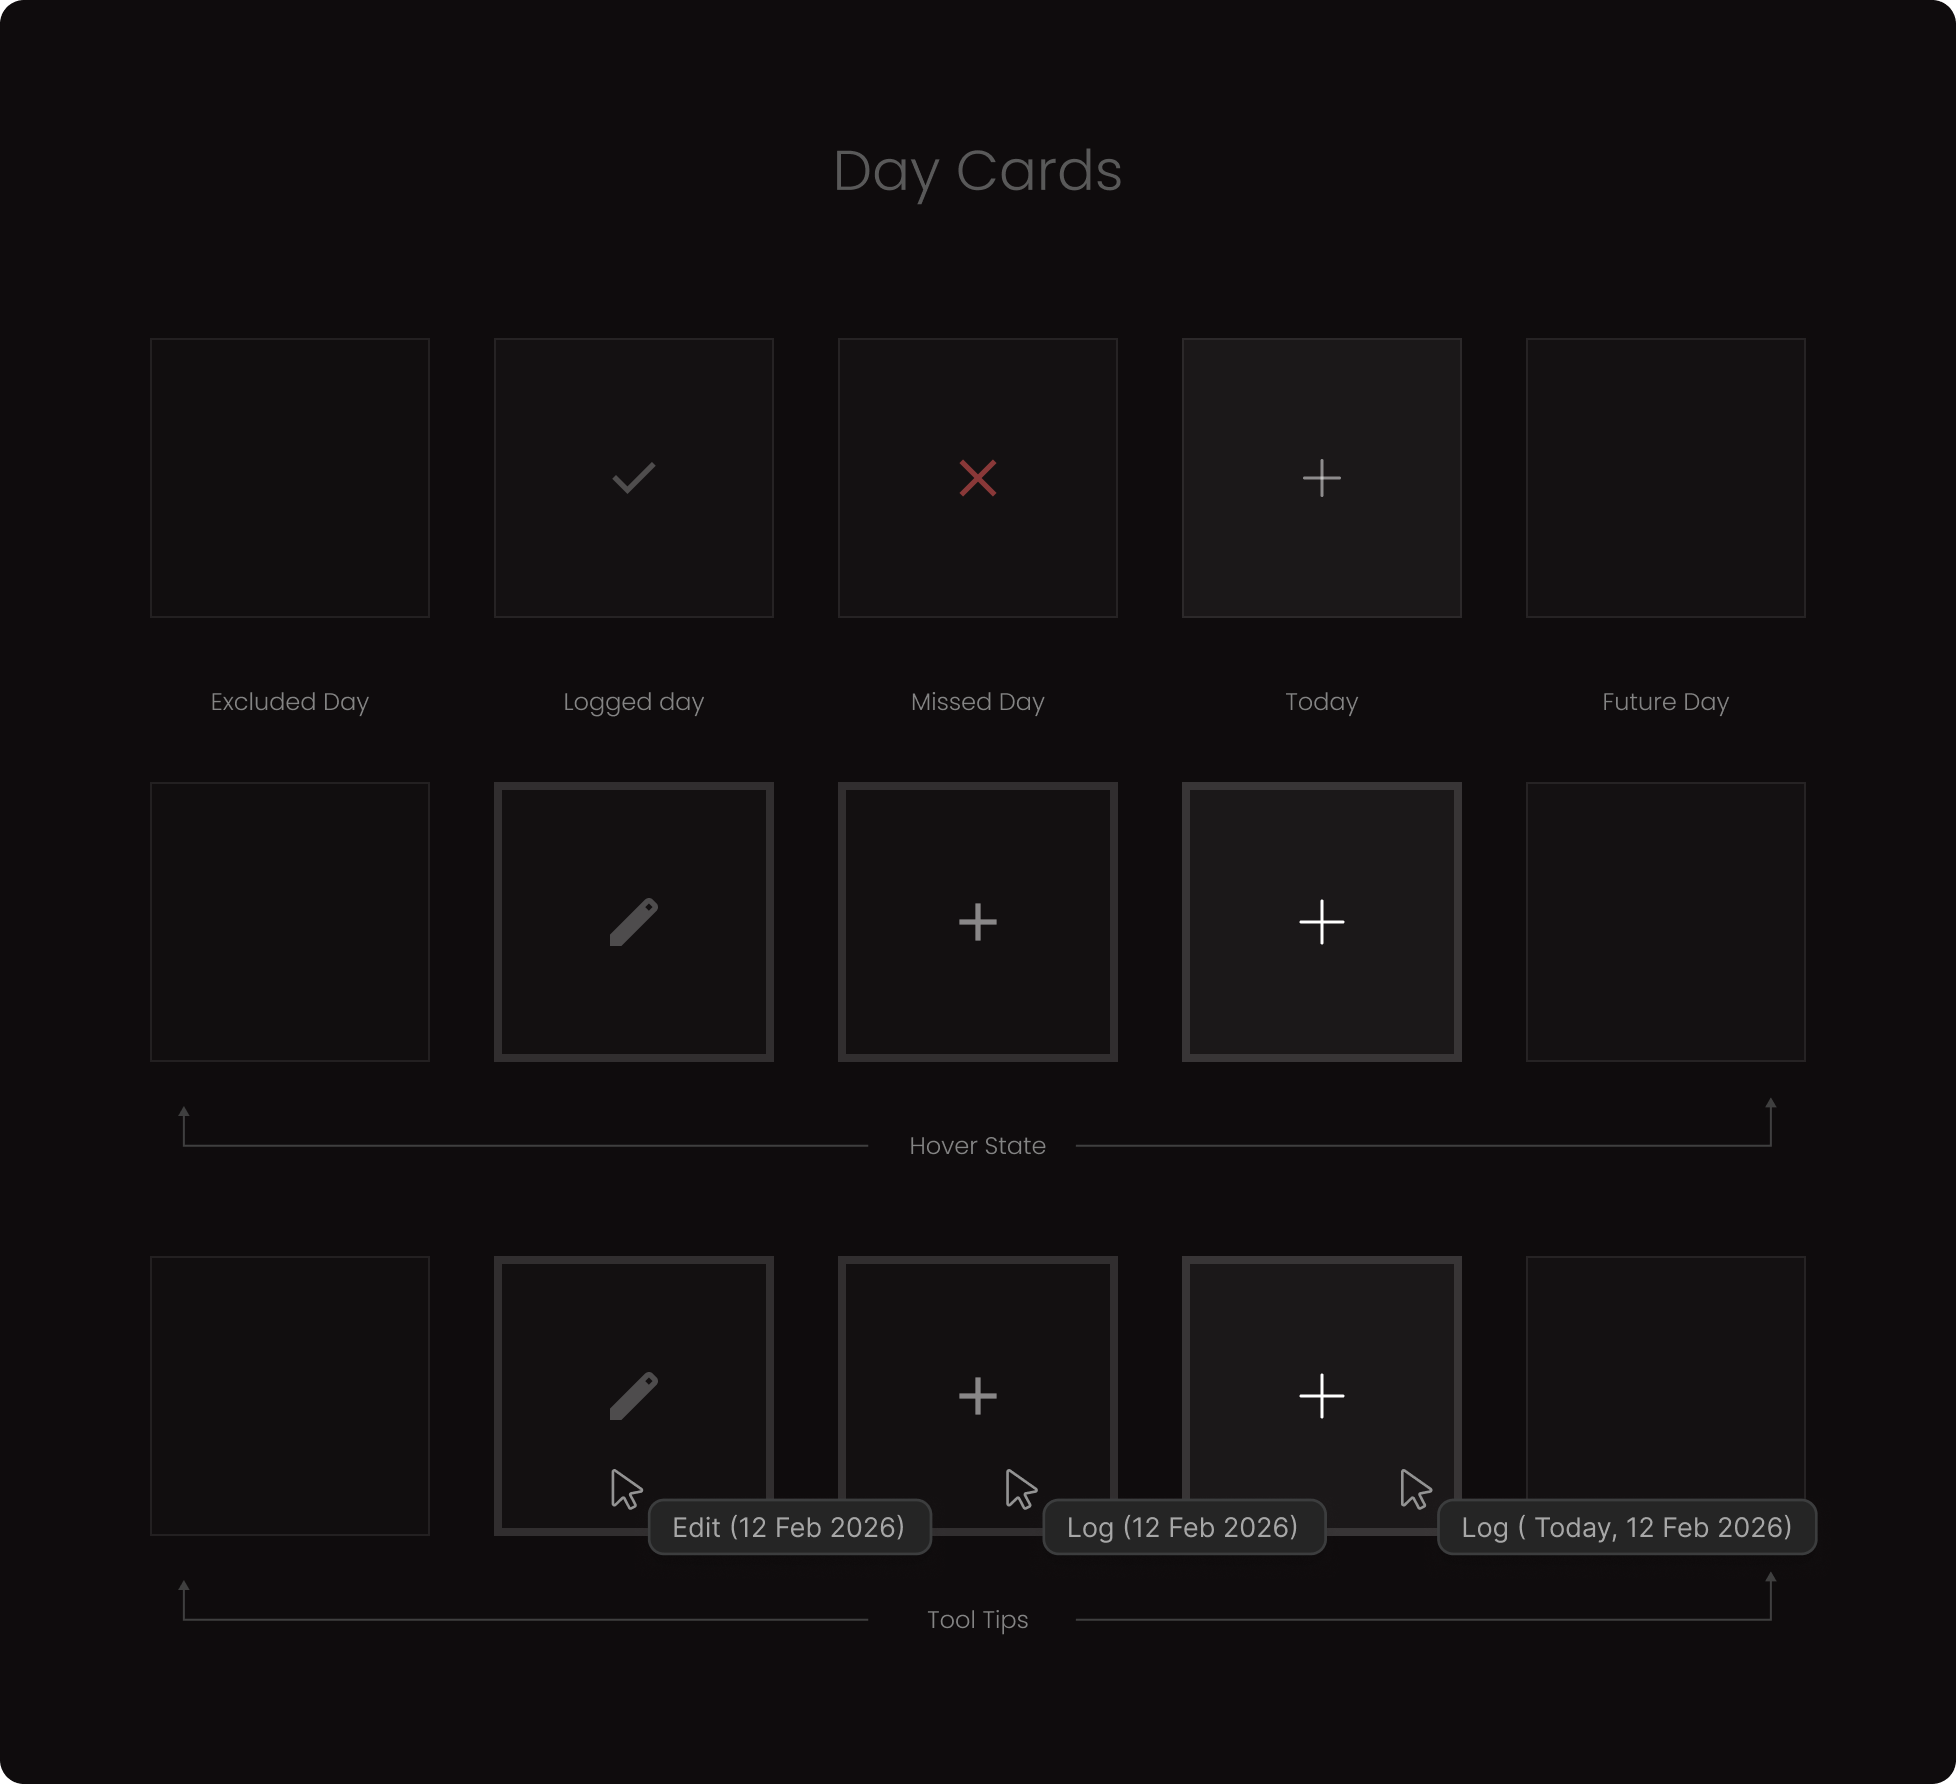 Day Cards
Excluded Day
Logged day
Missed Day
Today
Future Day
Hover State
Edit (12 Feb 2026)
Log (12 Feb 2026)
Log ( Today, 12 Feb 2026)
Tool Tips